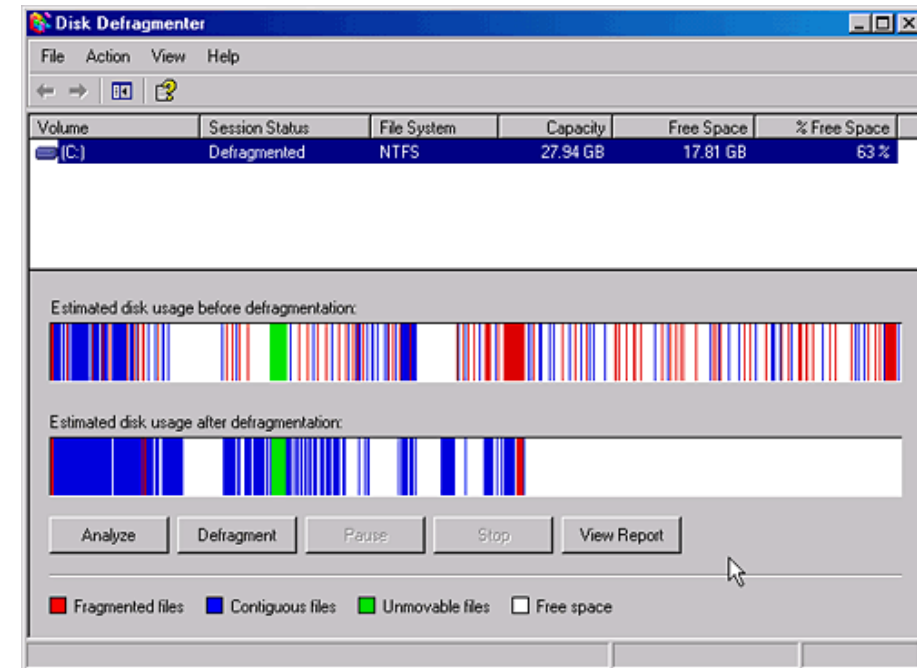 Disk Defragmenter
File Action View Help
Volume Session Status File System Capacity Free Space % Free Space
(C:) Defragmented NTFS 27.94 GB 17.81 GB 63 %
Estimated disk usage before defragmentation:
Estimated disk usage after defragmentation:
Analyze Defragment Pause Stop View Report
Fragmented files Contiguous files Unmovable files Free space